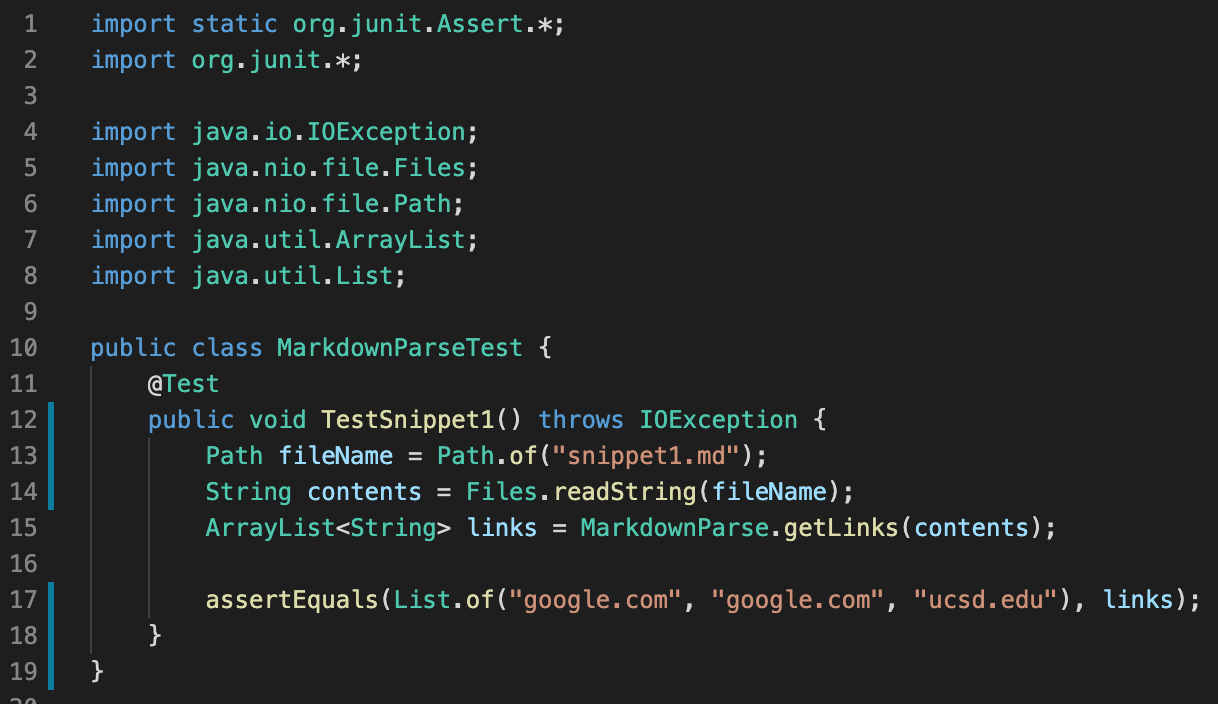 1 import static org.junit.Assert.*;
2 import org.junit.*;
3
4 import java.io.IOException;
5 import java.nio.file.Files;
6 import java.nio.file.Path;
7 import java.util.ArrayList;
8 import java.util.List;
9
10 public class MarkdownParseTest {
11     @Test
12     public void TestSnippet1() throws IOException {
13         Path fileName = Path.of("snippet1.md");
14         String contents = Files.readString(fileName);
15         ArrayList<String> links = MarkdownParse.getLinks(contents);
16
17         assertEquals(List.of("google.com", "google.com", "ucsd.edu"), links);
18     }
19 }